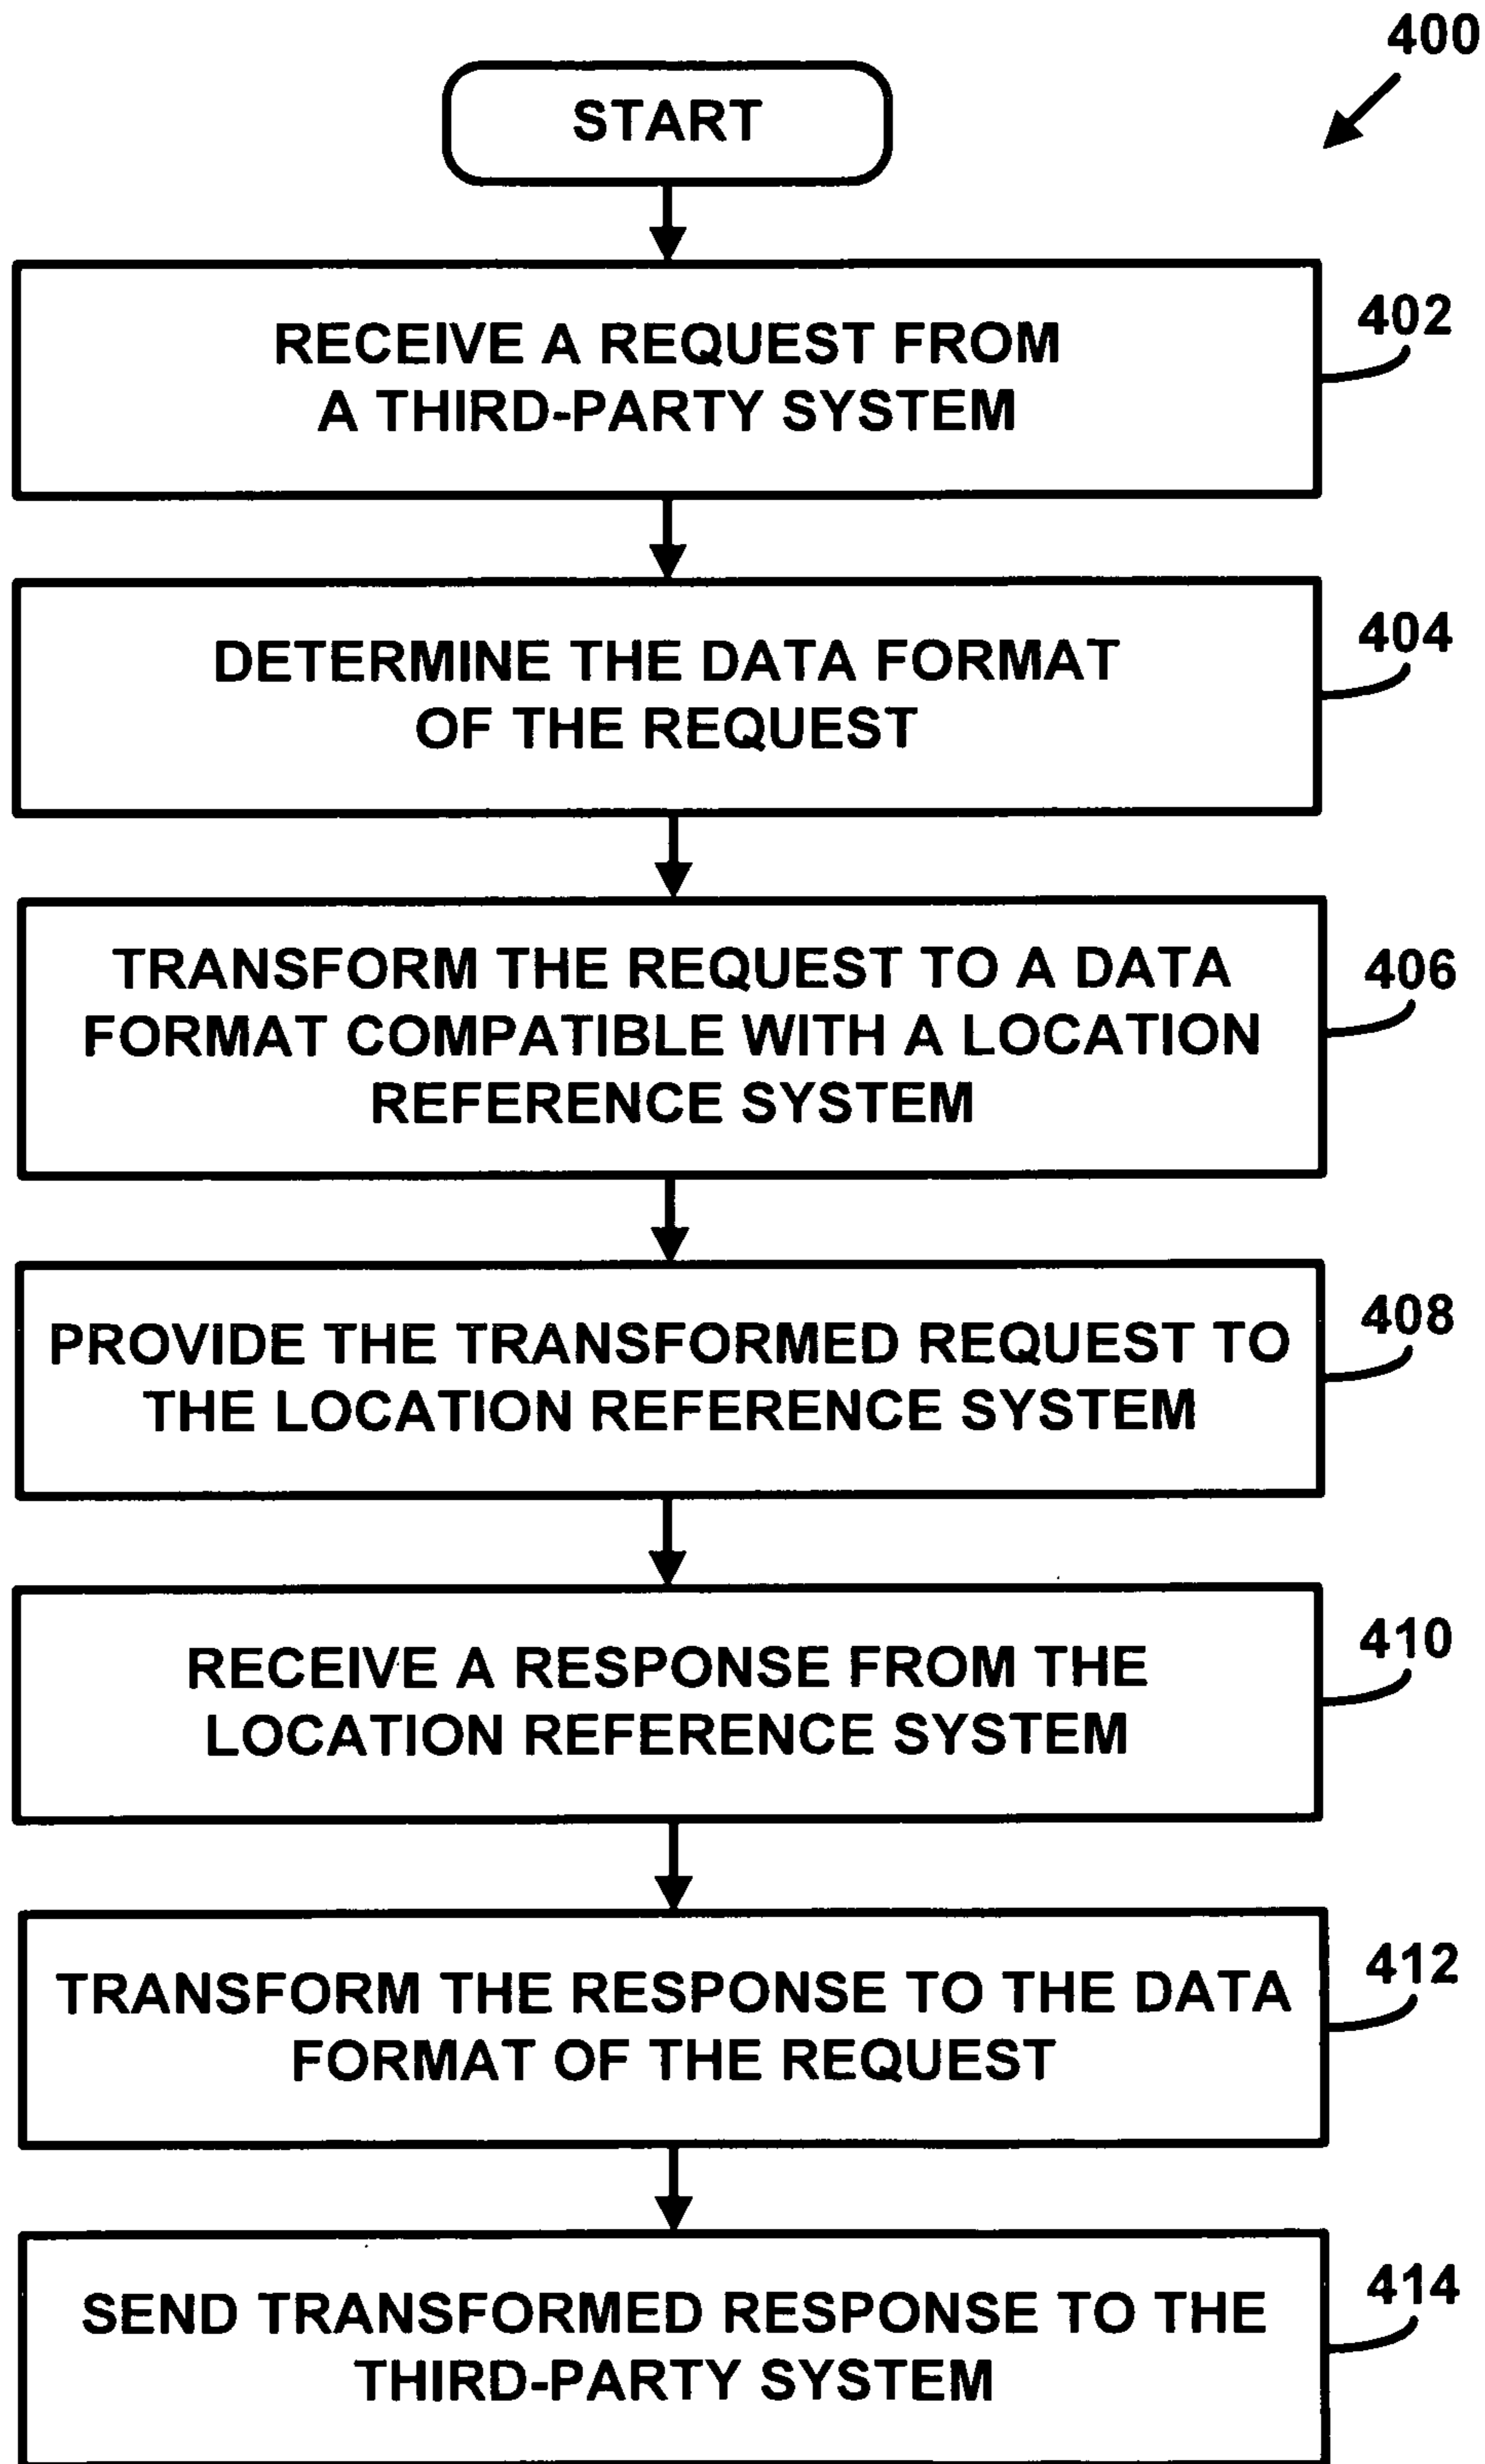 400
START
RECEIVE A REQUEST FROM
A THIRD-PARTY SYSTEM
402
DETERMINE THE DATA FORMAT
OF THE REQUEST
404
TRANSFORM THE REQUEST TO A DATA
FORMAT COMPATIBLE WITH A LOCATION
REFERENCE SYSTEM
406
PROVIDE THE TRANSFORMED REQUEST TO
THE LOCATION REFERENCE SYSTEM
408
RECEIVE A RESPONSE FROM THE
LOCATION REFERENCE SYSTEM
410
TRANSFORM THE RESPONSE TO THE DATA
FORMAT OF THE REQUEST
412
SEND TRANSFORMED RESPONSE TO THE
THIRD-PARTY SYSTEM
414